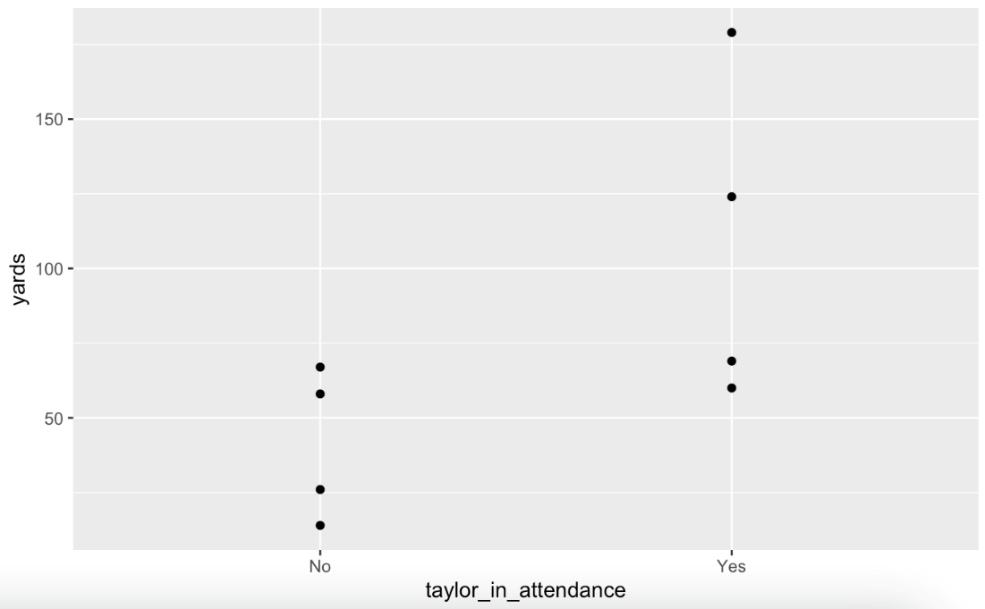 150
100
50
yards
No
Yes
taylor_in_attendance